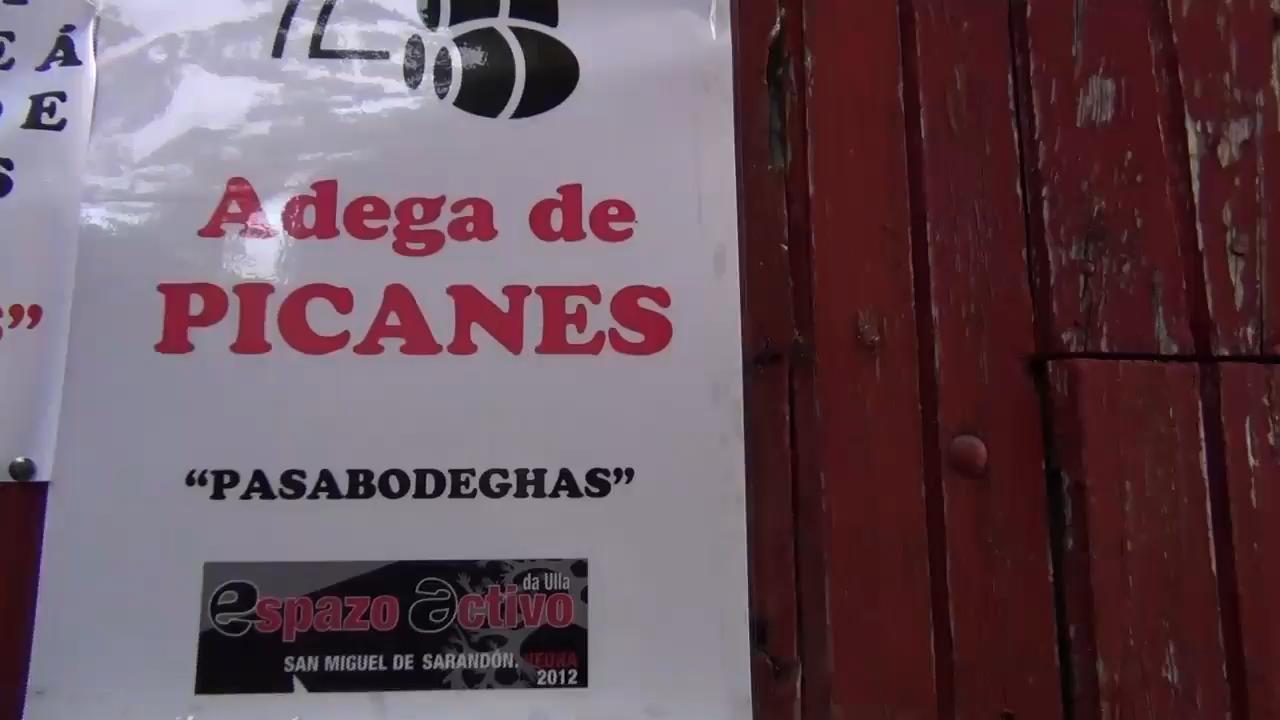 E Á
E
S
S”
Adega de
PICANES
“PASABODEGHAS”
da Ulla
espazo activo
SAN MIGUEL DE SARANDÓN.
2012